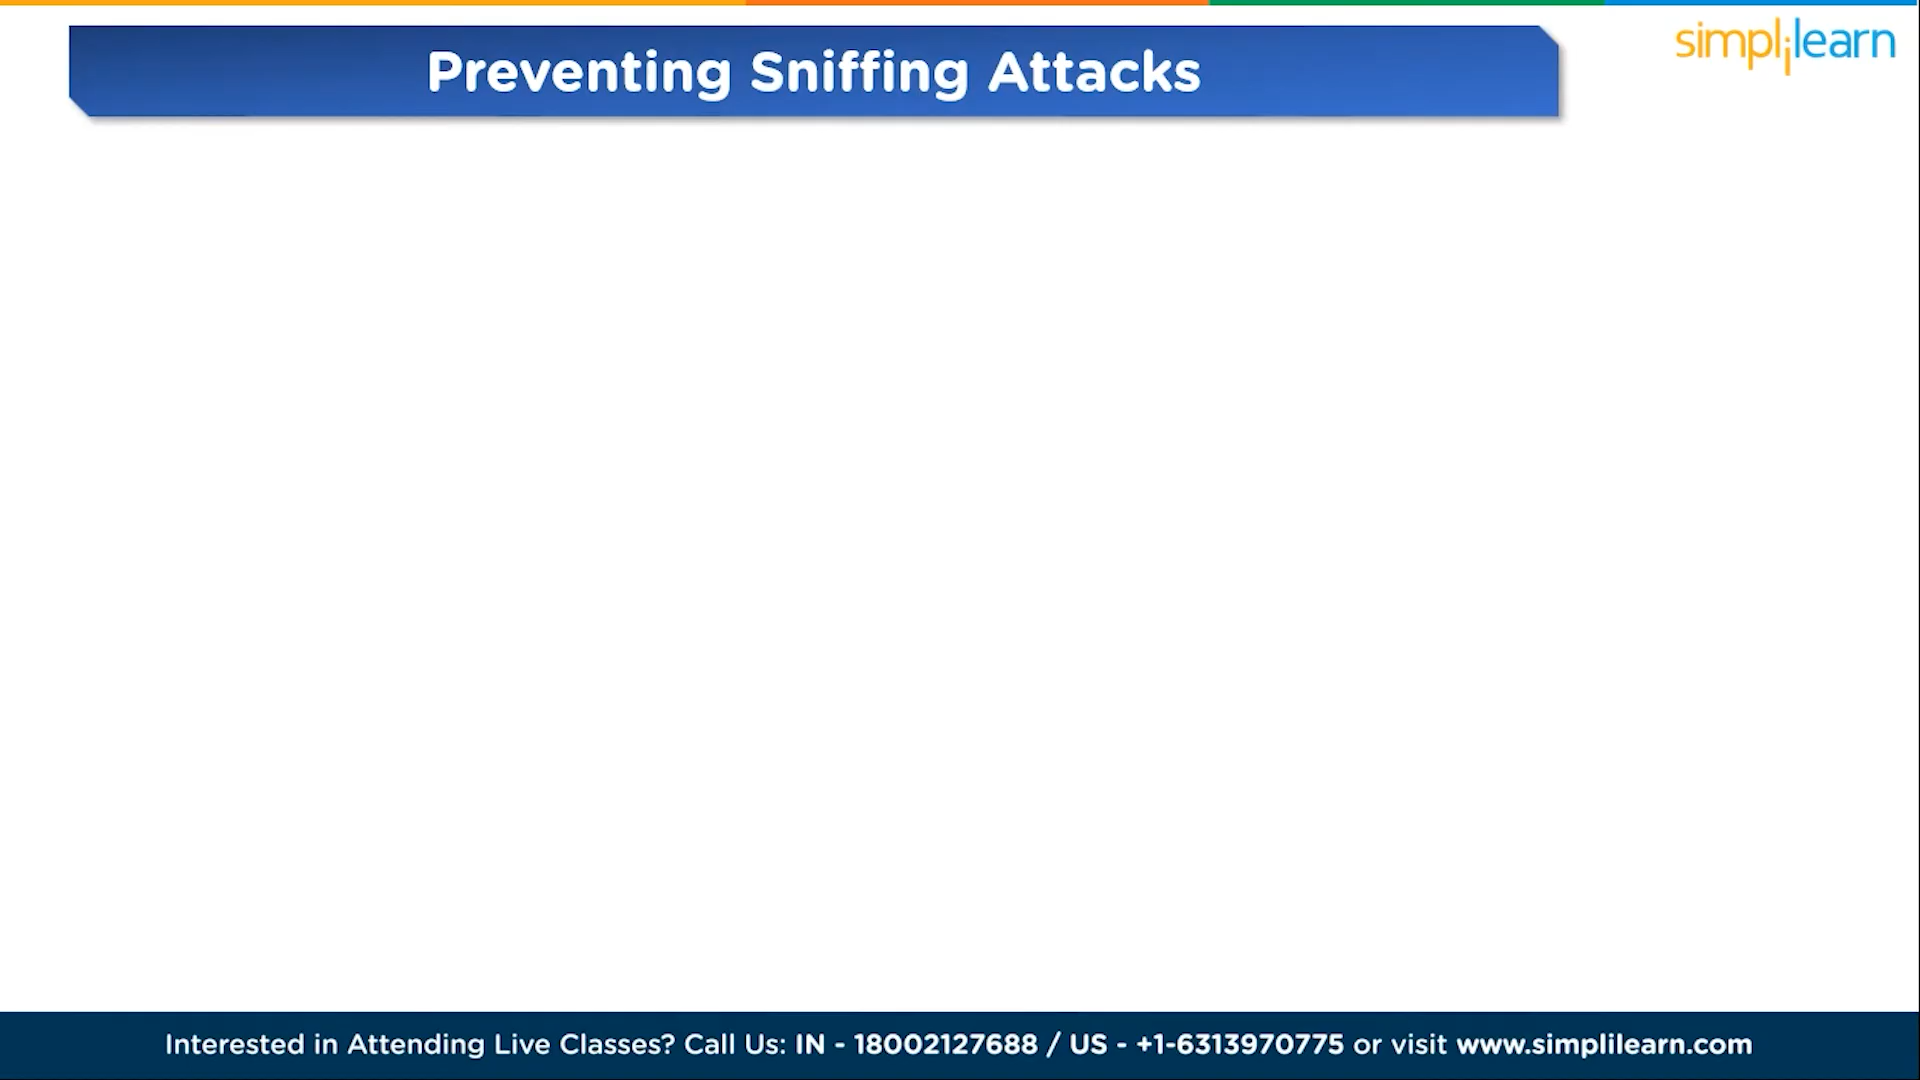 Preventing Sniffing Attacks
simplilearn
Interested in Attending Live Classes? Call Us: IN - 18002127688 / US - +1-6313970775 or visit www.simplilearn.com